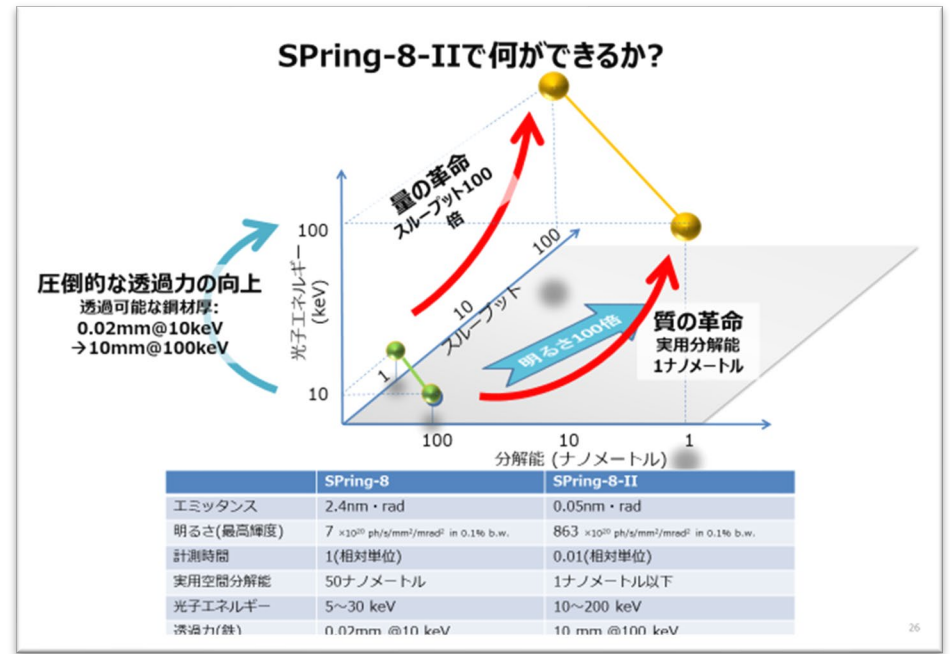 SPring-8-IIで何ができるか?
量の革命
スループット100
倍
100
光子エネルギー
(keV)
10
圧倒的な透過力の向上
透過可能な鋼材厚:
0.02mm@10keV
→10mm@100keV
100
10
1
スループット
明るさ100倍
質の革命
実用分解能
1ナノメートル
100
10
1
分解能 (ナノメートル)
SPring-8 SPring-8-II
エミッタンス 2.4nm・rad 0.05nm・rad
明るさ(最高輝度) 7 ×10²⁰ ph/s/mm²/mrad² in 0.1% b.w. 863 ×10²⁰ ph/s/mm²/mrad² in 0.1% b.w.
計測時間 1(相対単位) 0.01(相対単位)
実用空間分解能 50ナノメートル 1ナノメートル以下
光子エネルギー 5~30 keV 10~200 keV
透過力(鉄) 0.02mm @10 keV 10 mm @100 keV
26